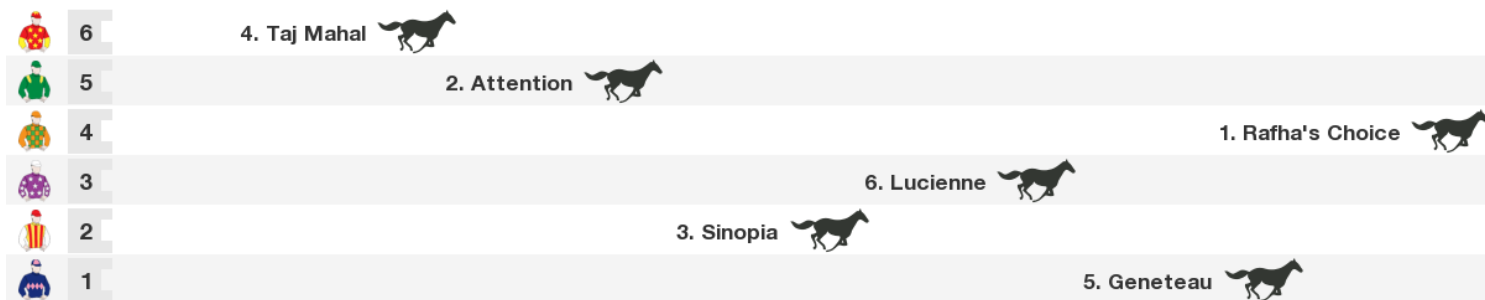 6 4. Taj Mahal
5 2. Attention
4 1. Rafha's Choice
3 6. Lucienne
2 3. Sinopia
1 5. Geneteau